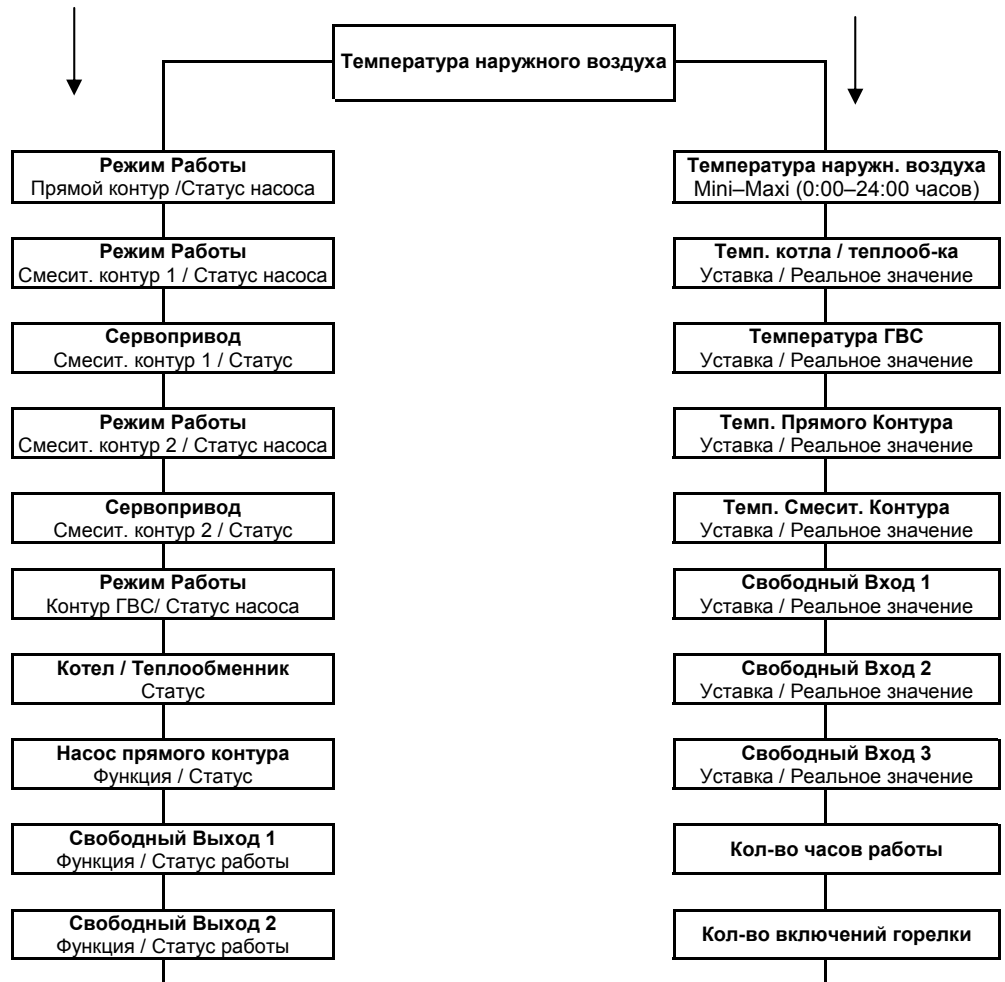 Температура наружного воздуха
Режим Работы
Прямой контур /Статус насоса
Режим Работы
Смесит. контур 1 / Статус насоса
Сервопривод
Смесит. контур 1 / Статус
Режим Работы
Смесит. контур 2 / Статус насоса
Сервопривод
Смесит. контур 2 / Статус
Режим Работы
Контур ГВС/ Статус насоса
Котел / Теплообменник
Статус
Насос прямого контура
Функция / Статус
Свободный Выход 1
Функция / Статус работы
Свободный Выход 2
Функция / Статус работы
Температура наружн. воздуха
Mini–Maxi (0:00–24:00 часов)
Темп. котла / теплооб-ка
Уставка / Реальное значение
Температура ГВС
Уставка / Реальное значение
Темп. Прямого Контура
Уставка / Реальное значение
Темп. Смесит. Контура
Уставка / Реальное значение
Свободный Вход 1
Уставка / Реальное значение
Свободный Вход 2
Уставка / Реальное значение
Свободный Вход 3
Уставка / Реальное значение
Кол-во часов работы
Кол-во включений горелки